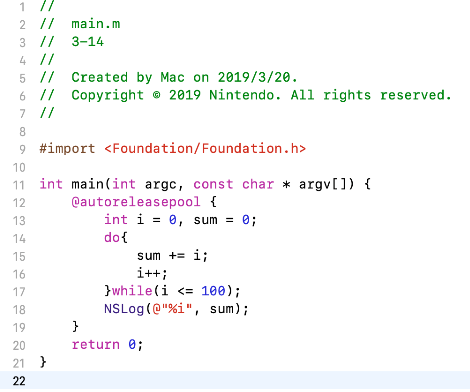 1 //
2 //  main.m
3 //  3-14
4 //
5 //  Created by Mac on 2019/3/20.
6 //  Copyright © 2019 Nintendo. All rights reserved.
7 //
8
9 #import <Foundation/Foundation.h>
10
11 int main(int argc, const char * argv[]) {
12     @autoreleasepool {
13         int i = 0, sum = 0;
14         do{
15             sum += i;
16             i++;
17         }while(i <= 100);
18         NSLog(@"%i", sum);
19     }
20     return 0;
21 }
22